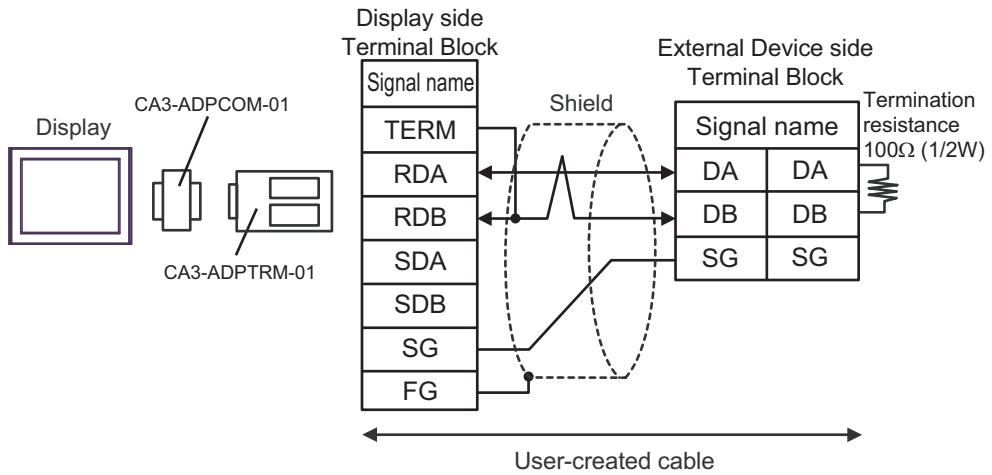 Display side
Terminal Block
External Device side
Terminal Block
CA3-ADPCOM-01
Display
CA3-ADPTRM-01
Signal name
TERM
RDA
RDB
SDA
SDB
SG
FG
Shield
Signal name
DA DA
DB DB
SG SG
Termination
resistance
100Ω (1/2W)
User-created cable